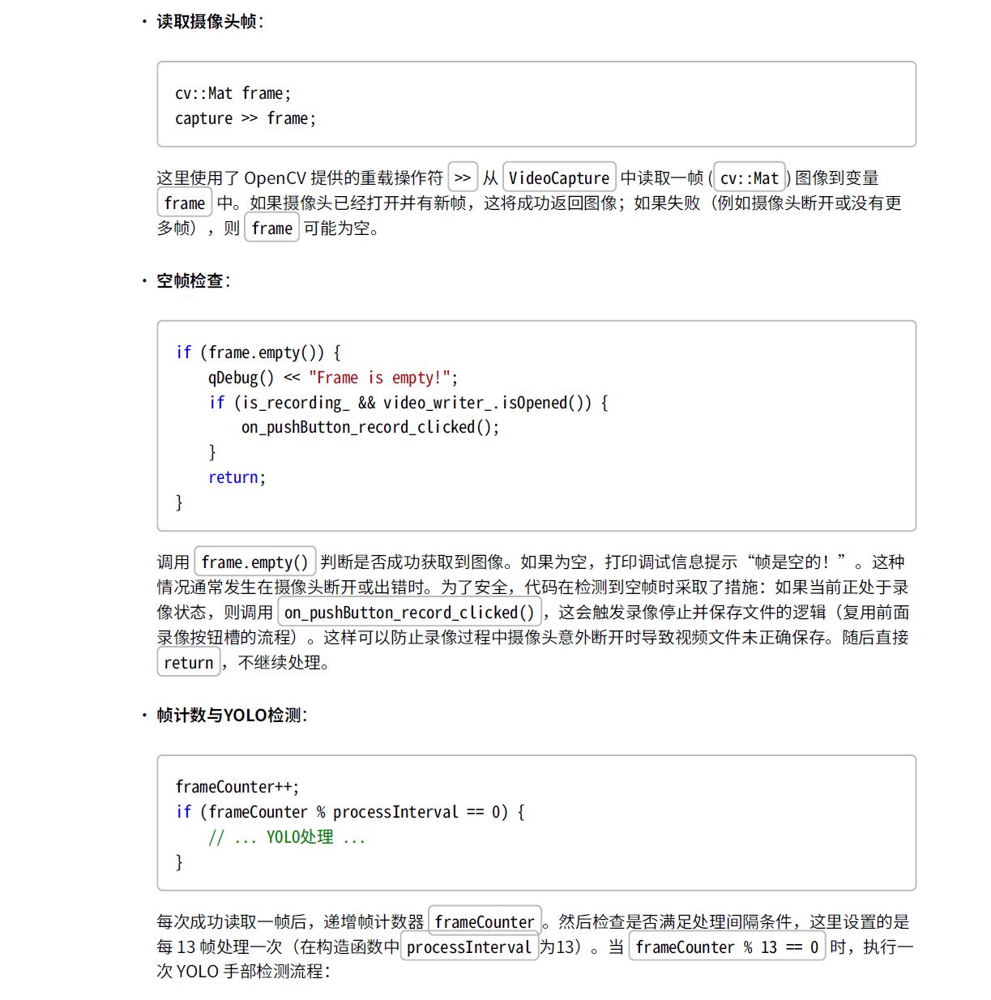 • 读取摄像头帧：
cv::Mat frame;
capture >> frame;
这里使用了 OpenCV 提供的重载操作符 >> 从 VideoCapture 中读取一帧 ( cv::Mat ) 图像到变量
frame 中。如果摄像头已经打开并有新帧，这将成功返回图像；如果失败（例如摄像头断开或没有更
多帧），则 frame 可能为空。
• 空帧检查：
if (frame.empty()) {
    qDebug() << "Frame is empty!";
    if (is_recording_ && video_writer_.isOpened()) {
        on_pushButton_record_clicked();
    }
    return;
}
调用 frame.empty() 判断是否成功获取到图像。如果为空，打印调试信息提示“帧是空的！”。这种
情况通常发生在摄像头断开或出错时。为了安全，代码在检测到空帧时采取了措施：如果当前正处于录
像状态，则调用 on_pushButton_record_clicked() ，这会触发录像停止并保存文件的逻辑（复用前面
录像按钮槽的流程）。这样可以防止录像过程中摄像头意外断开时导致视频文件未正确保存。随后直接
return ，不继续处理。
• 帧计数与YOLO检测：
frameCounter++;
if (frameCounter % processInterval == 0) {
    // ... YOLO处理 ...
}
每次成功读取一帧后，递增帧计数器 frameCounter 。然后检查是否满足处理间隔条件，这里设置的是
每 13 帧处理一次（在构造函数中 processInterval 为13）。当 frameCounter % 13 == 0 时，执行一
次 YOLO 手部检测流程：